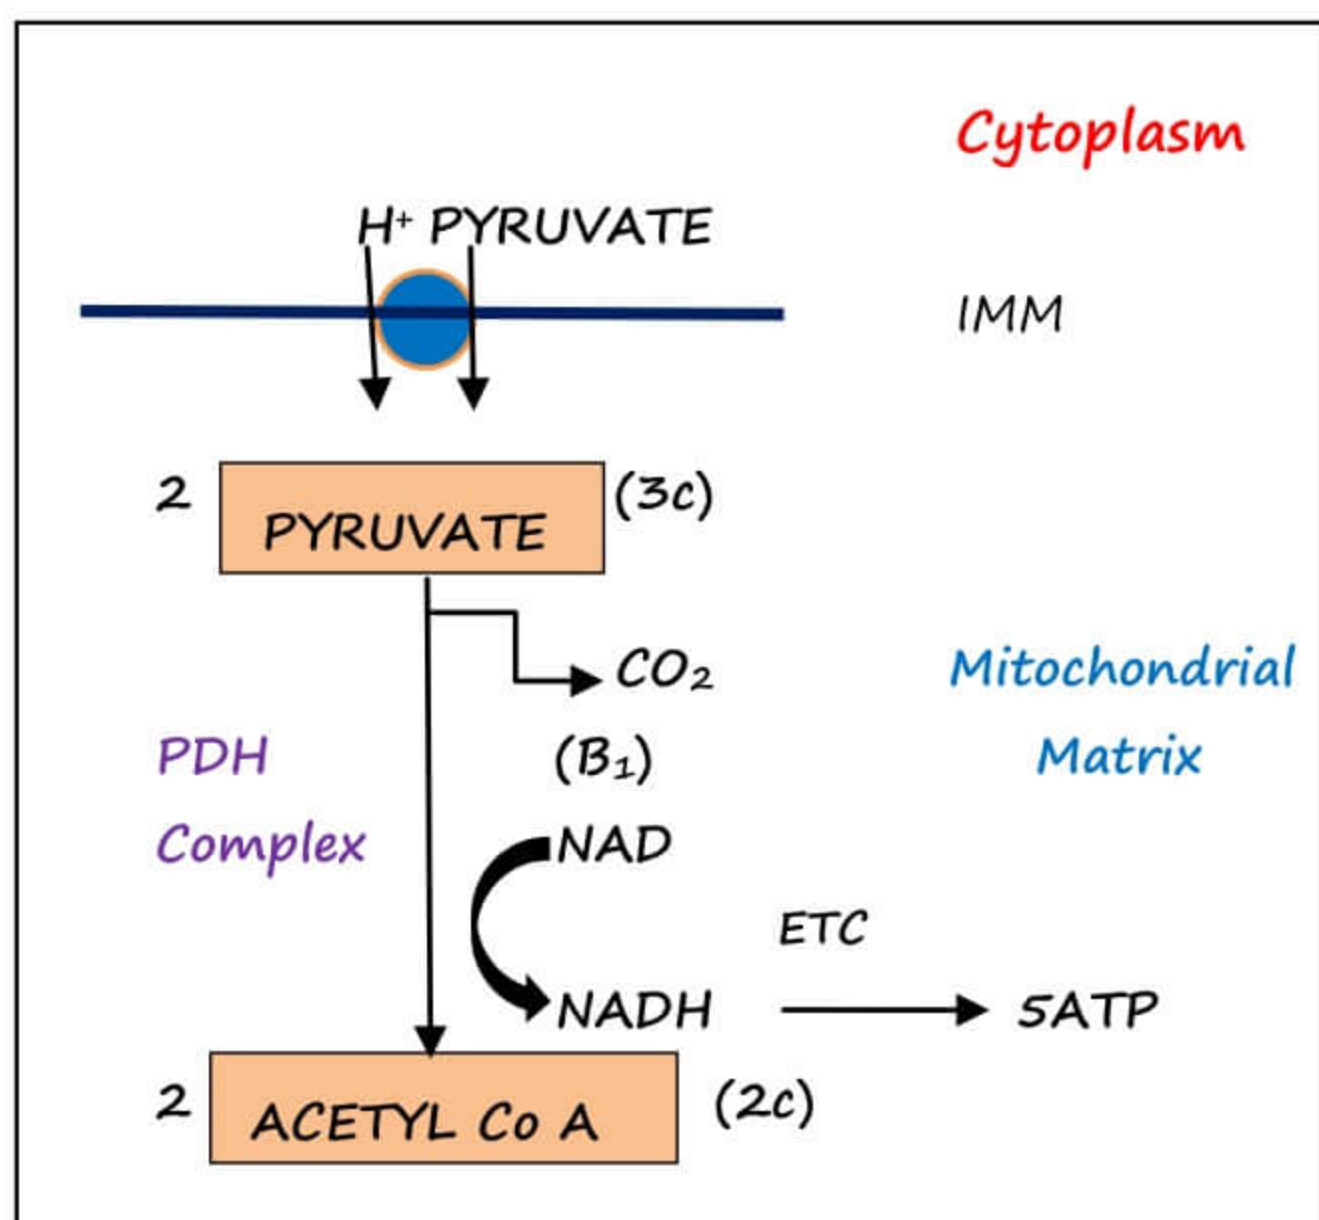 Cytoplasm
H⁺ PYRUVATE
IMM
2 PYRUVATE (3c)
CO₂
Mitochondrial
Matrix
PDH
Complex
(B₁)
NAD
ETC
NADH
5ATP
2 ACETYL Co A (2c)